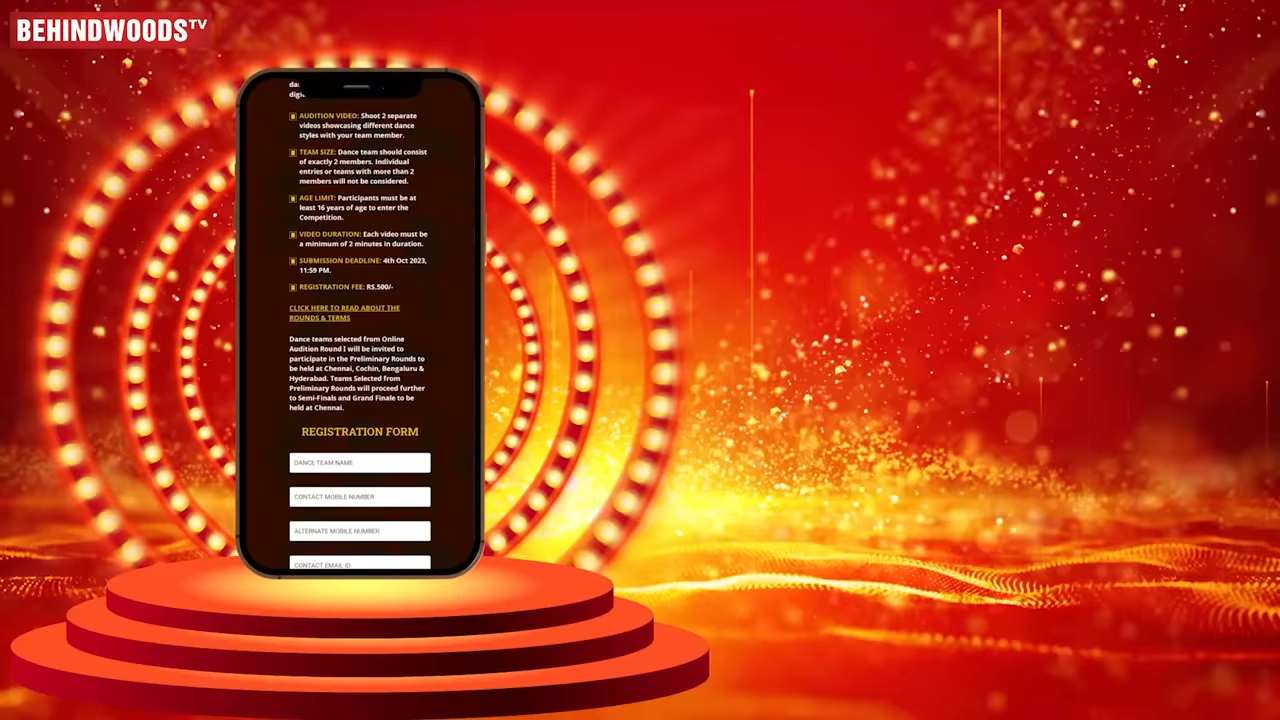 BEHINDWOODS TV
AUDITION VIDEO: Shoot 2 separate
videos showcasing different dance
styles with your team member.
TEAM SIZE: Dance team should consist
of exactly 2 members. Individual
entries or teams with more than 2
members will not be considered.
AGE LIMIT: Participants must be at
least 16 years of age to enter the
Competition.
VIDEO DURATION: Each video must be
a minimum of 2 minutes in duration.
SUBMISSION DEADLINE: 4th Oct 2023,
11:59 PM.
REGISTRATION FEE: RS.500/-
CLICK HERE TO READ ABOUT THE
ROUNDS & TERMS
Dance teams selected from Online
Audition Round I will be invited to
participate in the Preliminary Rounds to
be held at Chennai, Cochin, Bengaluru &
Hyderabad. Teams Selected from
Preliminary Rounds will proceed further
to Semi-Finals and Grand Finale to be
held at Chennai.
REGISTRATION FORM
DANCE TEAM NAME
CONTACT MOBILE NUMBER
ALTERNATE MOBILE NUMBER
CONTACT EMAIL ID